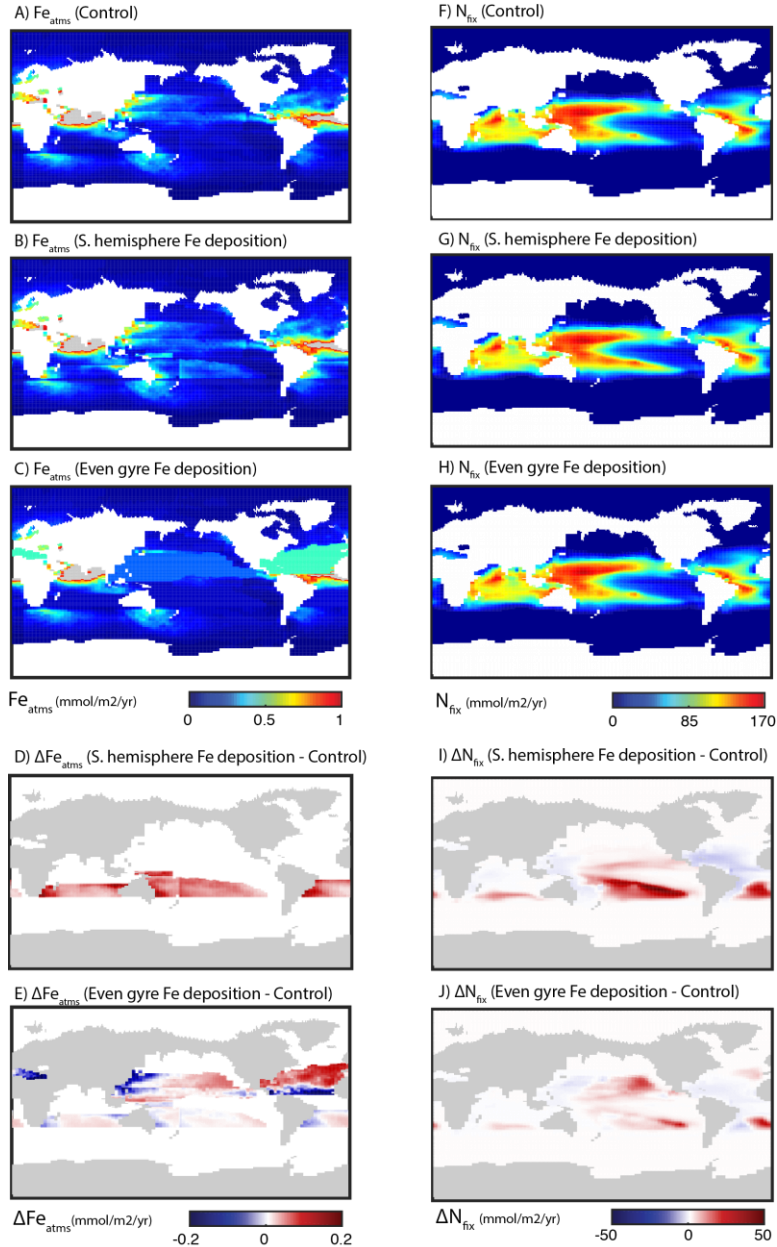 A) Fe_atms (Control)
F) N_fix (Control)
B) Fe_atms (S. hemisphere Fe deposition)
G) N_fix (S. hemisphere Fe deposition)
C) Fe_atms (Even gyre Fe deposition)
H) N_fix (Even gyre Fe deposition)
Fe_atms (mmol/m2/yr)
0 0.5 1
N_fix (mmol/m2/yr)
0 85 170
D) ΔFe_atms (S. hemisphere Fe deposition - Control)
I) ΔN_fix (S. hemisphere Fe deposition - Control)
E) ΔFe_atms (Even gyre Fe deposition - Control)
J) ΔN_fix (Even gyre Fe deposition - Control)
ΔFe_atms (mmol/m2/yr)
-0.2 0 0.2
ΔN_fix (mmol/m2/yr)
-50 0 50